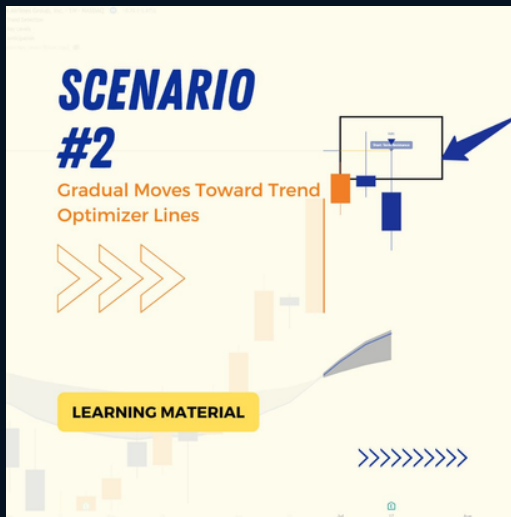 SCENARIO
#2
Gradual Moves Toward Trend
Optimizer Lines
LEARNING MATERIAL